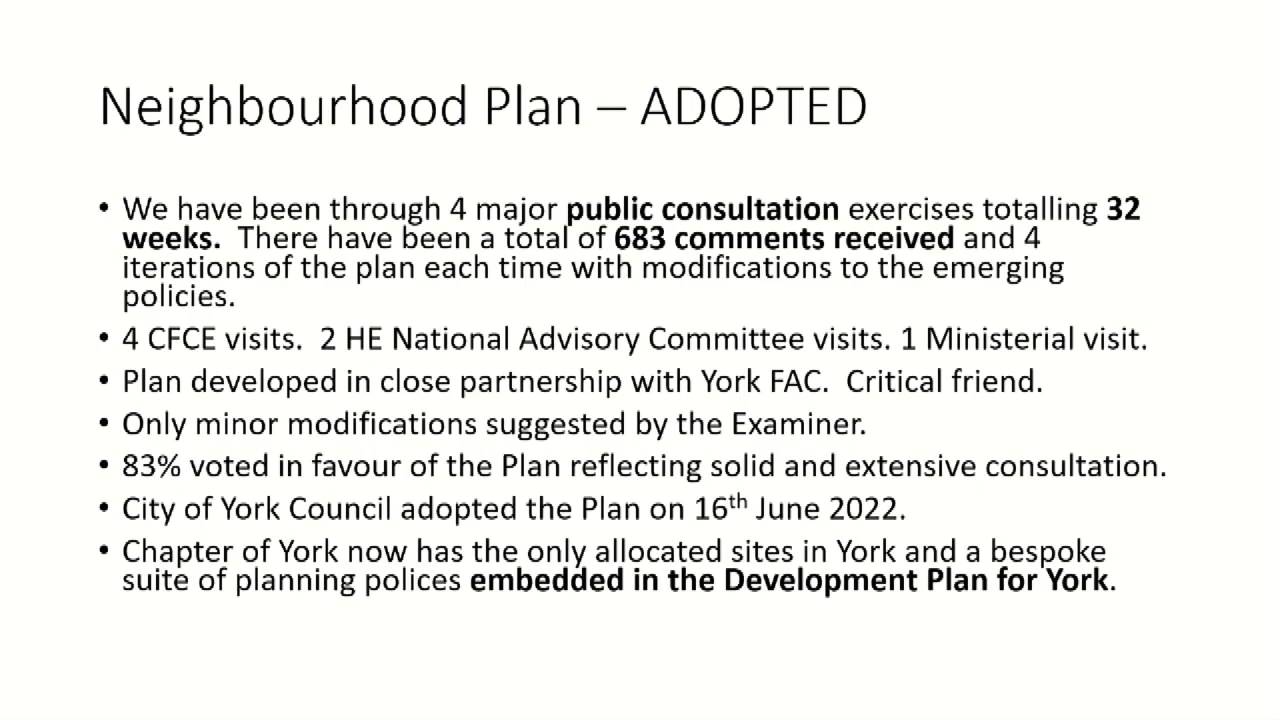 Neighbourhood Plan – ADOPTED
• We have been through 4 major public consultation exercises totalling 32
weeks.  There have been a total of 683 comments received and 4
iterations of the plan each time with modifications to the emerging
policies.
• 4 CFCE visits.  2 HE National Advisory Committee visits. 1 Ministerial visit.
• Plan developed in close partnership with York FAC.  Critical friend.
• Only minor modifications suggested by the Examiner.
• 83% voted in favour of the Plan reflecting solid and extensive consultation.
• City of York Council adopted the Plan on 16th June 2022.
• Chapter of York now has the only allocated sites in York and a bespoke
suite of planning polices embedded in the Development Plan for York.